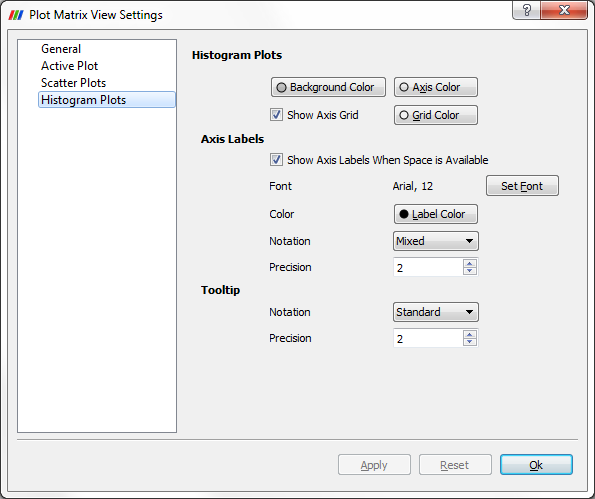 Plot Matrix View Settings
?
General
Active Plot
Scatter Plots
Histogram Plots
Histogram Plots
Background Color
Axis Color
Show Axis Grid
Grid Color
Axis Labels
Show Axis Labels When Space is Available
Font
Arial, 12
Set Font
Color
Label Color
Notation
Mixed
Precision
2
Tooltip
Notation
Standard
Precision
2
Apply
Reset
Ok